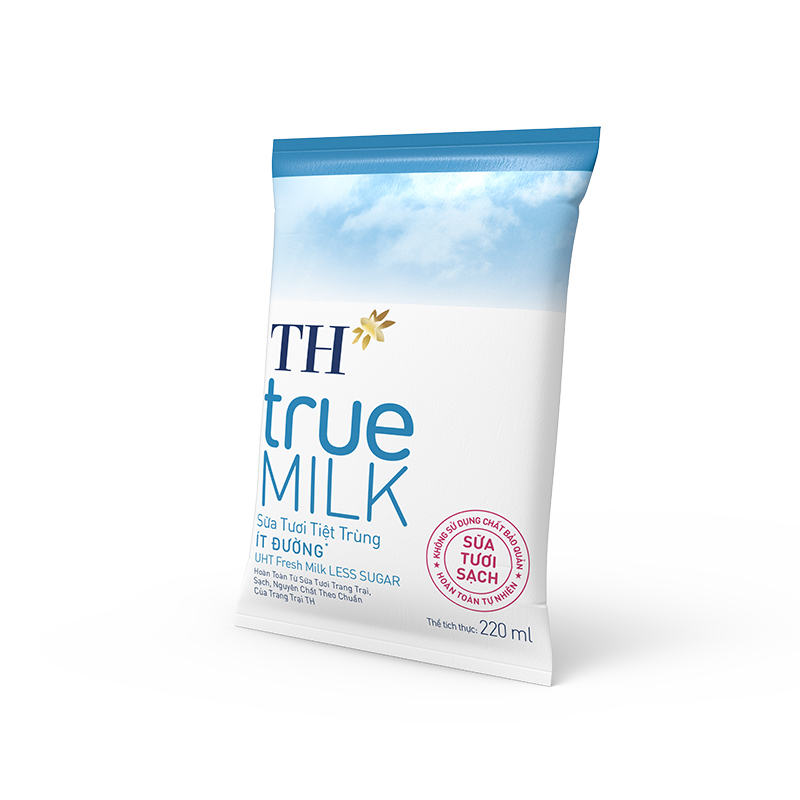 TH
true
MILK
Sữa Tươi Tiệt Trùng
ÍT ĐƯỜNG*
UHT Fresh Milk LESS SUGAR
Hoàn Toàn Từ Sữa Tươi Trang Trại,
Sạch, Nguyên Chất Theo Chuẩn
Của Trang Trại TH
KHÔNG SỬ DỤNG CHẤT BẢO QUẢN
SỮA
TƯƠI
SẠCH
★ HOÀN TOÀN TỰ NHIÊN ★
Thể tích thực: 220 ml